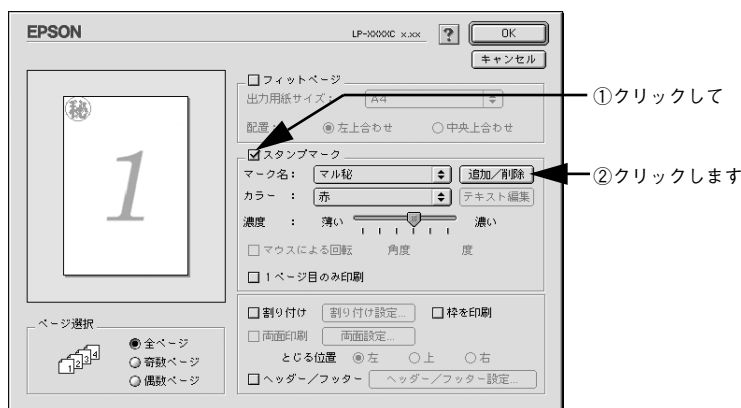 EPSON
LP-XXXXC x.xx
?
OK
キャンセル
フィットページ
出力用紙サイズ： A4
配置： 左上合わせ 中央上合わせ
スタンプマーク
マーク名： マル秘 追加／削除
カラー ： 赤 テキスト編集
濃度 ： 薄い 濃い
マウスによる回転 角度 度
1ページ目のみ印刷
割り付け 割り付け設定... 枠を印刷
両面印刷 両面設定...
とじる位置 左 上 右
ヘッダー／フッター ヘッダー／フッター設定...
秘
1
ページ選択
1 2 3 4
全ページ
奇数ページ
偶数ページ
①クリックして
②クリックします